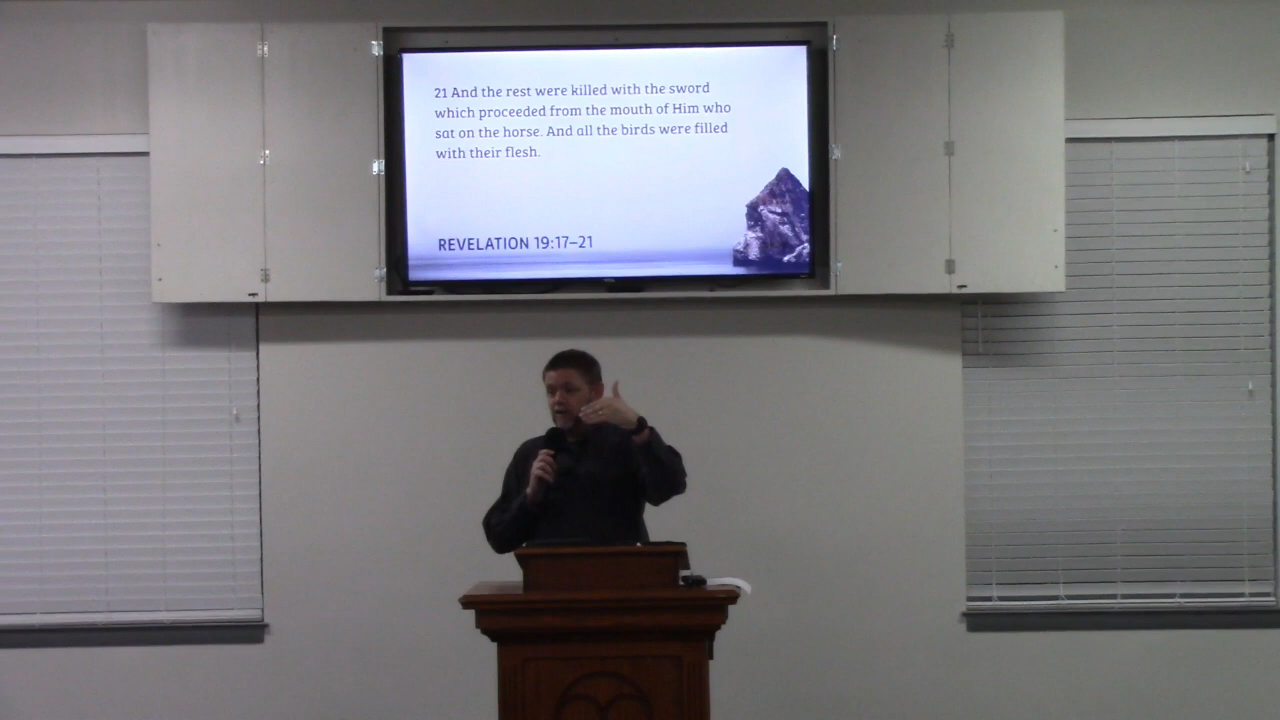 21 And the rest were killed with the sword
which proceeded from the mouth of Him who
sat on the horse. And all the birds were filled
with their flesh.
REVELATION 19:17–21